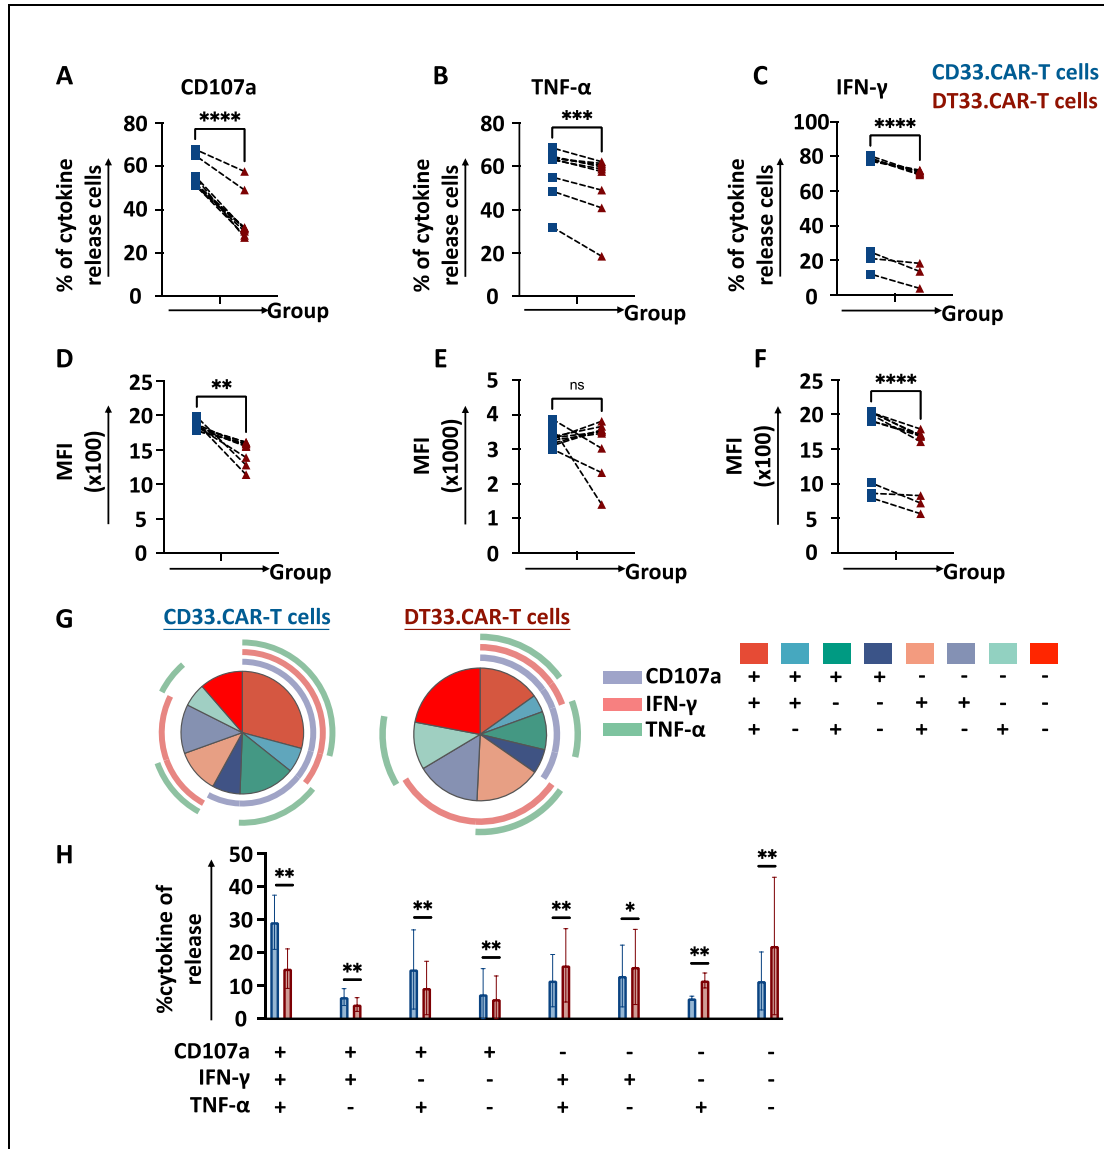 A
CD107a
****
80
60
40
20
0
% of cytokine
release cells
Group
B
TNF-α
***
80
60
40
20
0
% of cytokine
release cells
Group
C
IFN-γ
****
100
80
60
40
20
0
% of cytokine
release cells
Group
CD33.CAR-T cells
DT33.CAR-T cells
D
**
25
20
15
10
5
0
MFI
(x100)
Group
E
ns
5
4
3
2
1
0
MFI
(x1000)
Group
F
****
25
20
15
10
5
0
MFI
(x100)
Group
G
CD33.CAR-T cells
DT33.CAR-T cells
CD107a + + + + - - - -
IFN-γ + + - - + + - -
TNF-α + - + - + - + -
H
50
40
30
20
10
0
%cytokine of
release
** ** ** ** ** * ** **
CD107a + + + + - - - -
IFN-γ + + - - + + - -
TNF-α + - + - + - + -